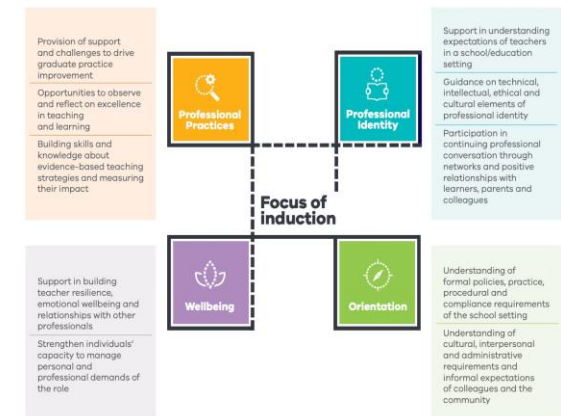 Provision of support
and challenges to drive
graduate practice
improvement
Opportunities to observe
and reflect on excellence
in teaching
and learning
Building skills and
knowledge about
evidence-based teaching
strategies and measuring
their impact
Professional
Practices
Professional
Identity
Support in understanding
expectations of teachers
in a school/education
setting
Guidance on technical,
intellectual, ethical and
cultural elements of
professional identity
Participation in
continuing professional
conversation through
networks and positive
relationships with
learners, parents and
colleagues
Focus of
induction
Support in building
teacher resilience,
emotional wellbeing and
relationships with other
professionals
Strengthen individuals'
capacity to manage
personal and
professional demands of
the role
Wellbeing
Orientation
Understanding of
formal policies, practice,
procedural and
compliance requirements
of the school setting
Understanding of
cultural, interpersonal
and administrative
requirements and
informal expectations
of colleagues and the
community